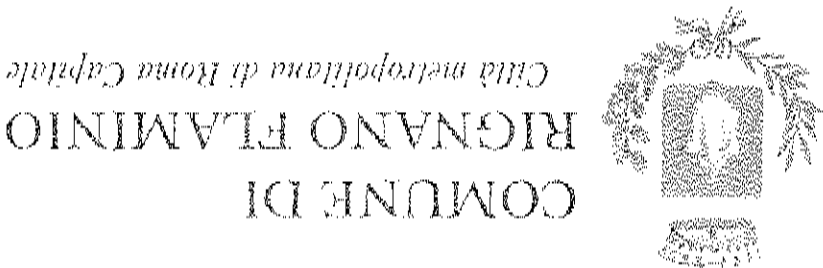 COMUNE DI
RIGNANO FLAMINIO
Città metropolitana di Roma Capitale